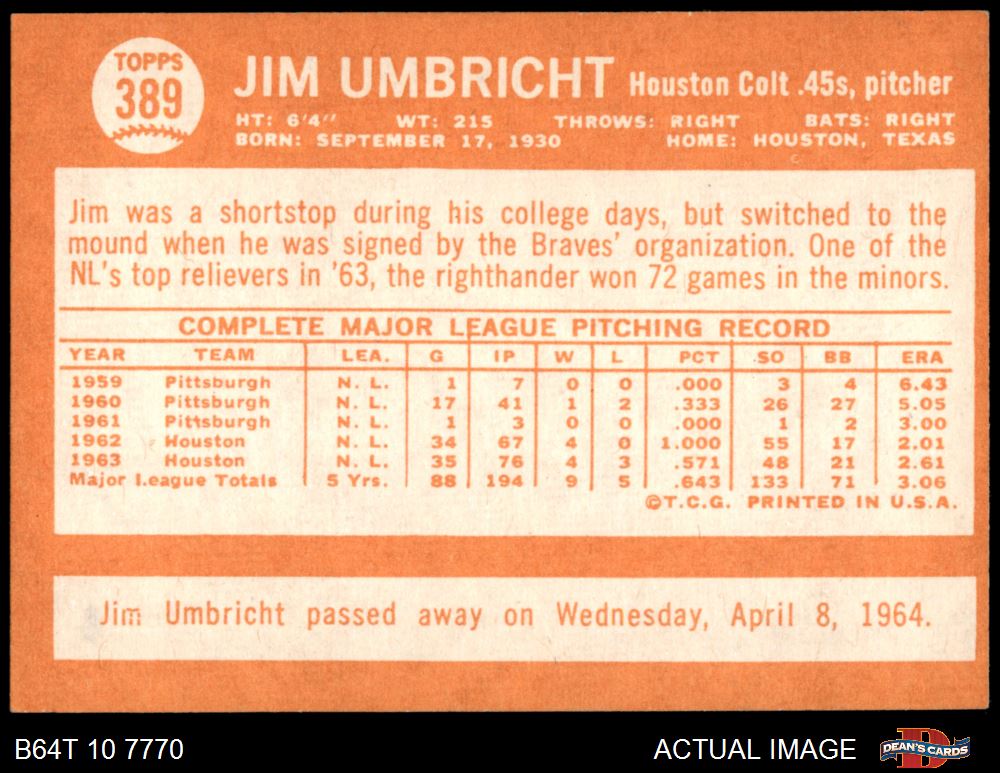 TOPPS
389
JIM UMBRICHT Houston Colt .45s, pitcher
HT: 6'4" WT: 215 THROWS: RIGHT BATS: RIGHT
BORN: SEPTEMBER 17, 1930 HOME: HOUSTON, TEXAS
Jim was a shortstop during his college days, but switched to the
mound when he was signed by the Braves' organization. One of the
NL's top relievers in '63, the righthander won 72 games in the minors.
COMPLETE MAJOR LEAGUE PITCHING RECORD
YEAR TEAM LEA. G IP W L PCT SO BB ERA
1959 Pittsburgh N. L. 1 7 0 0 .000 3 4 6.43
1960 Pittsburgh N. L. 17 41 1 2 .333 26 27 5.05
1961 Pittsburgh N. L. 1 3 0 0 .000 1 2 3.00
1962 Houston N. L. 34 67 4 0 1.000 55 17 2.01
1963 Houston N. L. 35 76 4 3 .571 48 21 2.61
Major League Totals 5 Yrs. 88 194 9 5 .643 133 71 3.06
©T.C.G. PRINTED IN U.S.A.
Jim Umbricht passed away on Wednesday, April 8, 1964.
B64T 10 7770 ACTUAL IMAGE DEAN'S CARDS